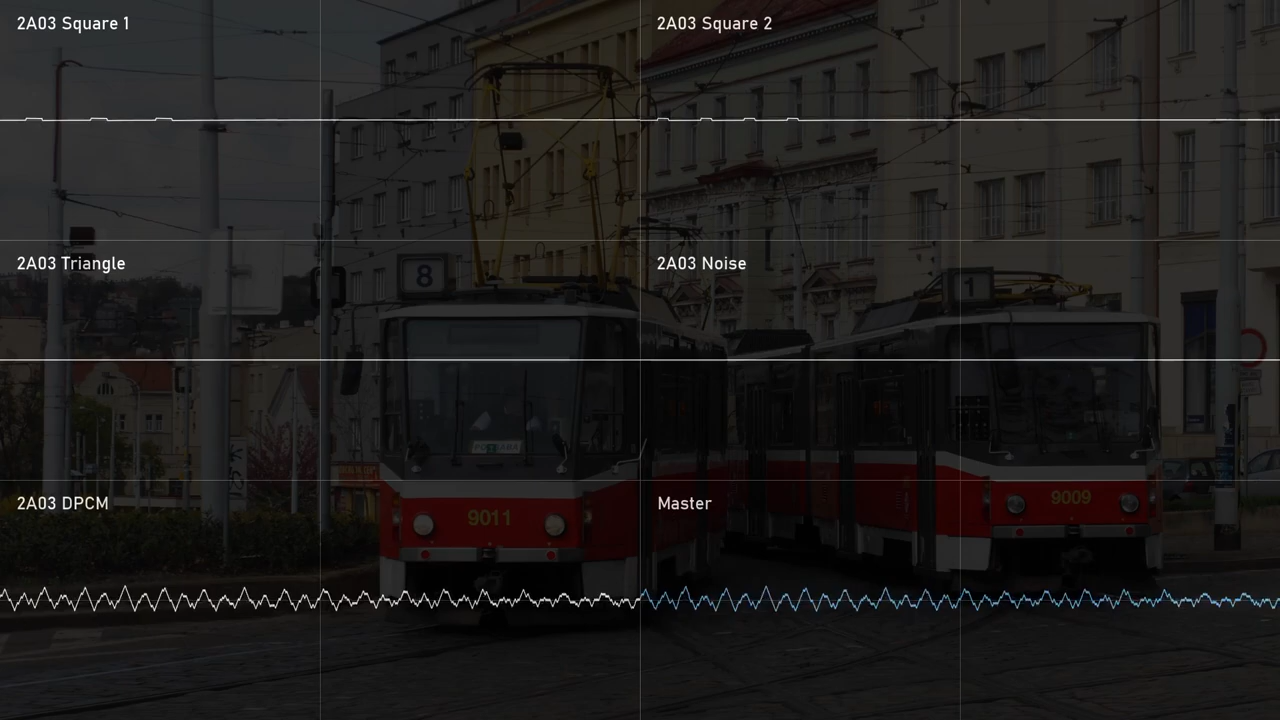 2A03 Square 1
2A03 Square 2
2A03 Triangle
2A03 Noise
8
1
2A03 DPCM
Master
9011
9009